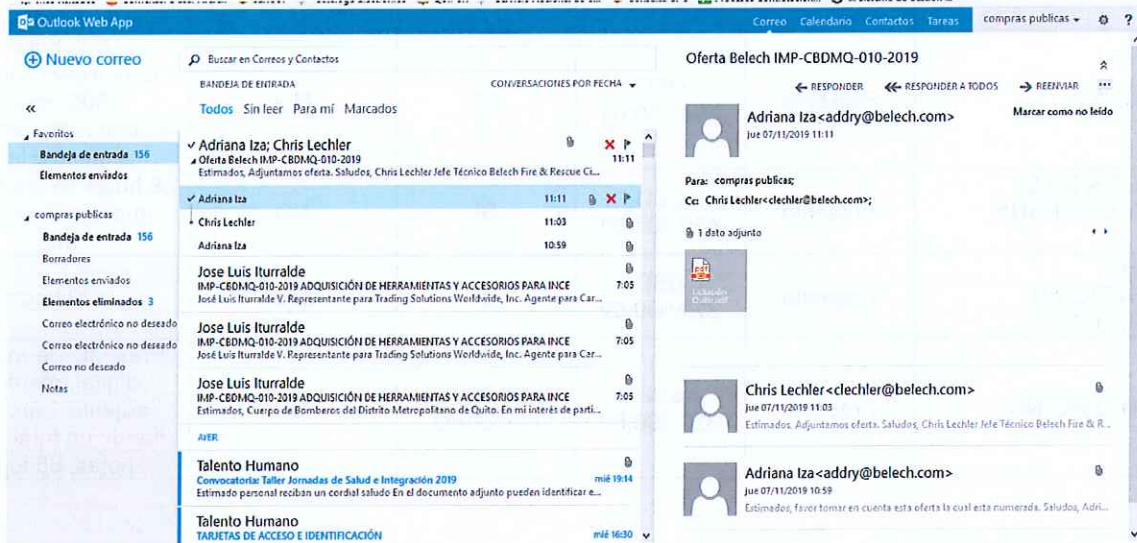 Outlook Web App
Correo Calendario Contactos Tareas compras publicas ?
Nuevo correo
Favoritos
Bandeja de entrada 156
Elementos enviados
compras publicas
Bandeja de entrada 156
Borradores
Elementos enviados
Elementos eliminados 3
Correo electrónico no deseado
Correo electrónico no deseado
Correo no deseado
Notas
Buscar en Correos y Contactos
BANDEJA DE ENTRADA CONVERSACIONES POR FECHA
Todos Sin leer Para mí Marcados
Adriana Iza; Chris Lechler
Oferta Belech IMP-CBDMQ-010-2019 11:11
Estimados, Adjuntamos oferta. Saludos, Chris Lechler Jefe Técnico Belech Fire & Rescue Ci...
Adriana Iza 11:11
Chris Lechler 11:03
Adriana Iza 10:59
Jose Luis Iturralde
IMP-CBDMQ-010-2019 ADQUISICIÓN DE HERRAMIENTAS Y ACCESORIOS PARA INCE 7:05
José Luis Iturralde V. Representante para Trading Solutions Worldwide, Inc. Agente para Car...
Jose Luis Iturralde
IMP-CBDMQ-010-2019 ADQUISICIÓN DE HERRAMIENTAS Y ACCESORIOS PARA INCE 7:05
José Luis Iturralde V. Representante para Trading Solutions Worldwide, Inc. Agente para Car...
Jose Luis Iturralde
IMP-CBDMQ-010-2019 ADQUISICIÓN DE HERRAMIENTAS Y ACCESORIOS PARA INCE 7:05
Estimados, Cuerpo de Bomberos del Distrito Metropolitano de Quito. En mi interés de parti...
AYER
Talento Humano
Convocatoria: Taller Jornadas de Salud e Integración 2019 mié 19:14
Estimado personal reciban un cordial saludo En el documento adjunto pueden identificar e...
Talento Humano
TARJETAS DE ACCESO E IDENTIFICACIÓN mié 16:30
Oferta Belech IMP-CBDMQ-010-2019
RESPONDER RESPONDER A TODOS REENVIAR ...
Adriana Iza<addry@belech.com> Marcar como no leído
jue 07/11/2019 11:11
Para: compras publicas;
Cc: Chris Lechler<clechler@belech.com>;
1 dato adjunto
pdf
Quito.pdf
Chris Lechler<clechler@belech.com>
jue 07/11/2019 11:03
Estimados, Adjuntamos oferta. Saludos, Chris Lechler Jefe Técnico Belech Fire & R...
Adriana Iza<addry@belech.com>
jue 07/11/2019 10:59
Estimados, favor tomar en cuenta esta oferta la cual esta numerada. Saludos, Adri...